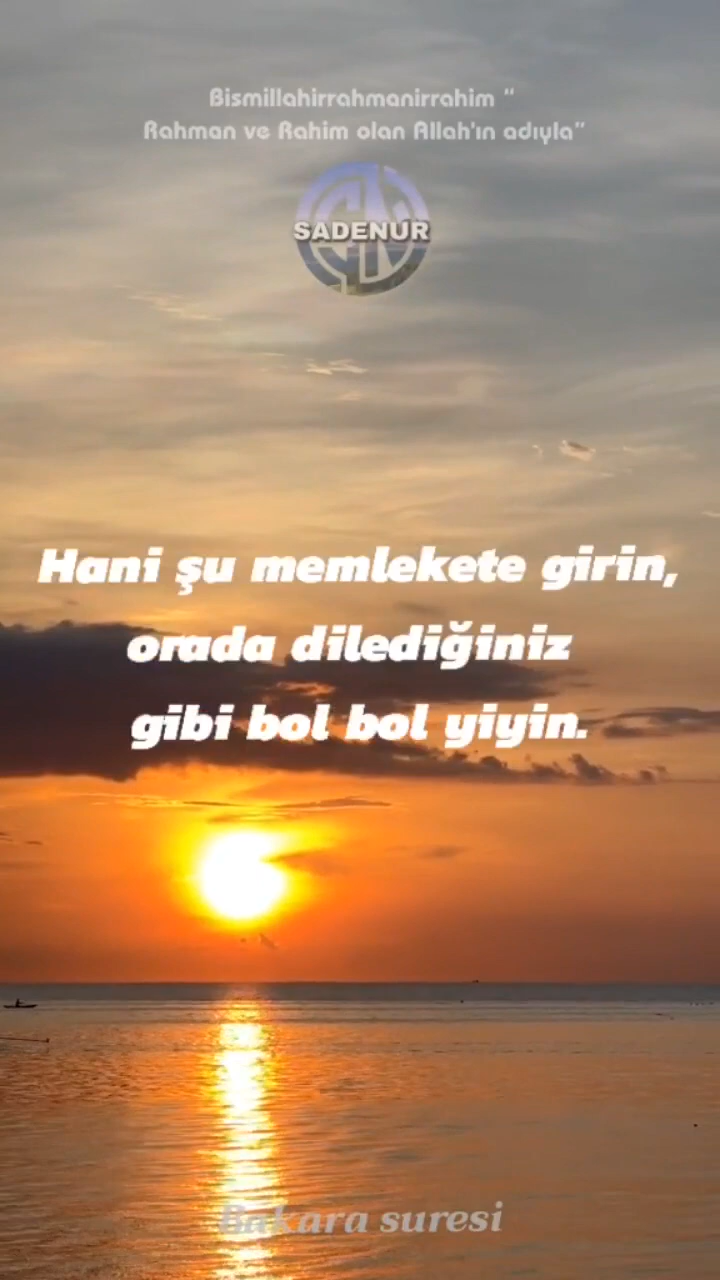 Bismillahirrahmanirrahim “
Rahman ve Rahim olan Allah'ın adıyla”
SADENUR
Hani şu memlekete girin,
orada dilediğiniz
gibi bol bol yiyin.
Bakara suresi